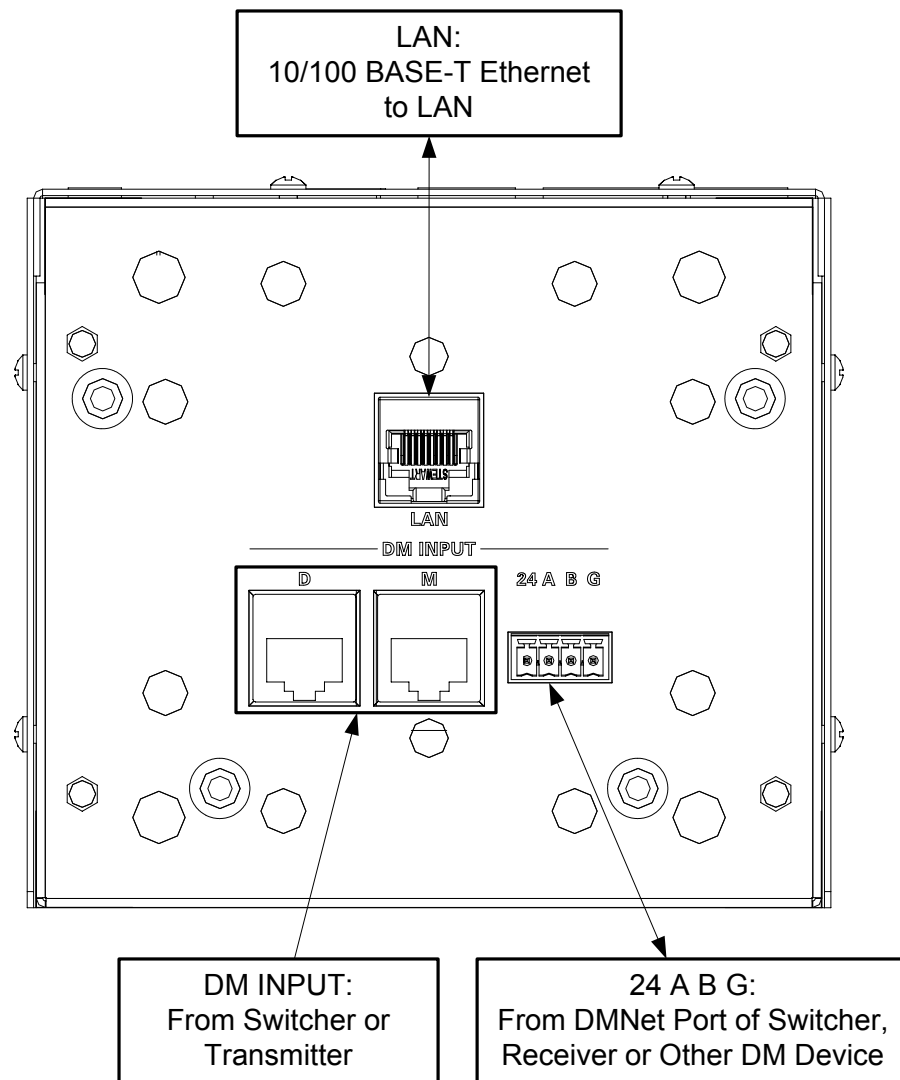 LAN:
10/100 BASE-T Ethernet
to LAN
STEWART
LAN
DM INPUT
D M 24 A B G
DM INPUT:
From Switcher or
Transmitter
24 A B G:
From DMNet Port of Switcher,
Receiver or Other DM Device